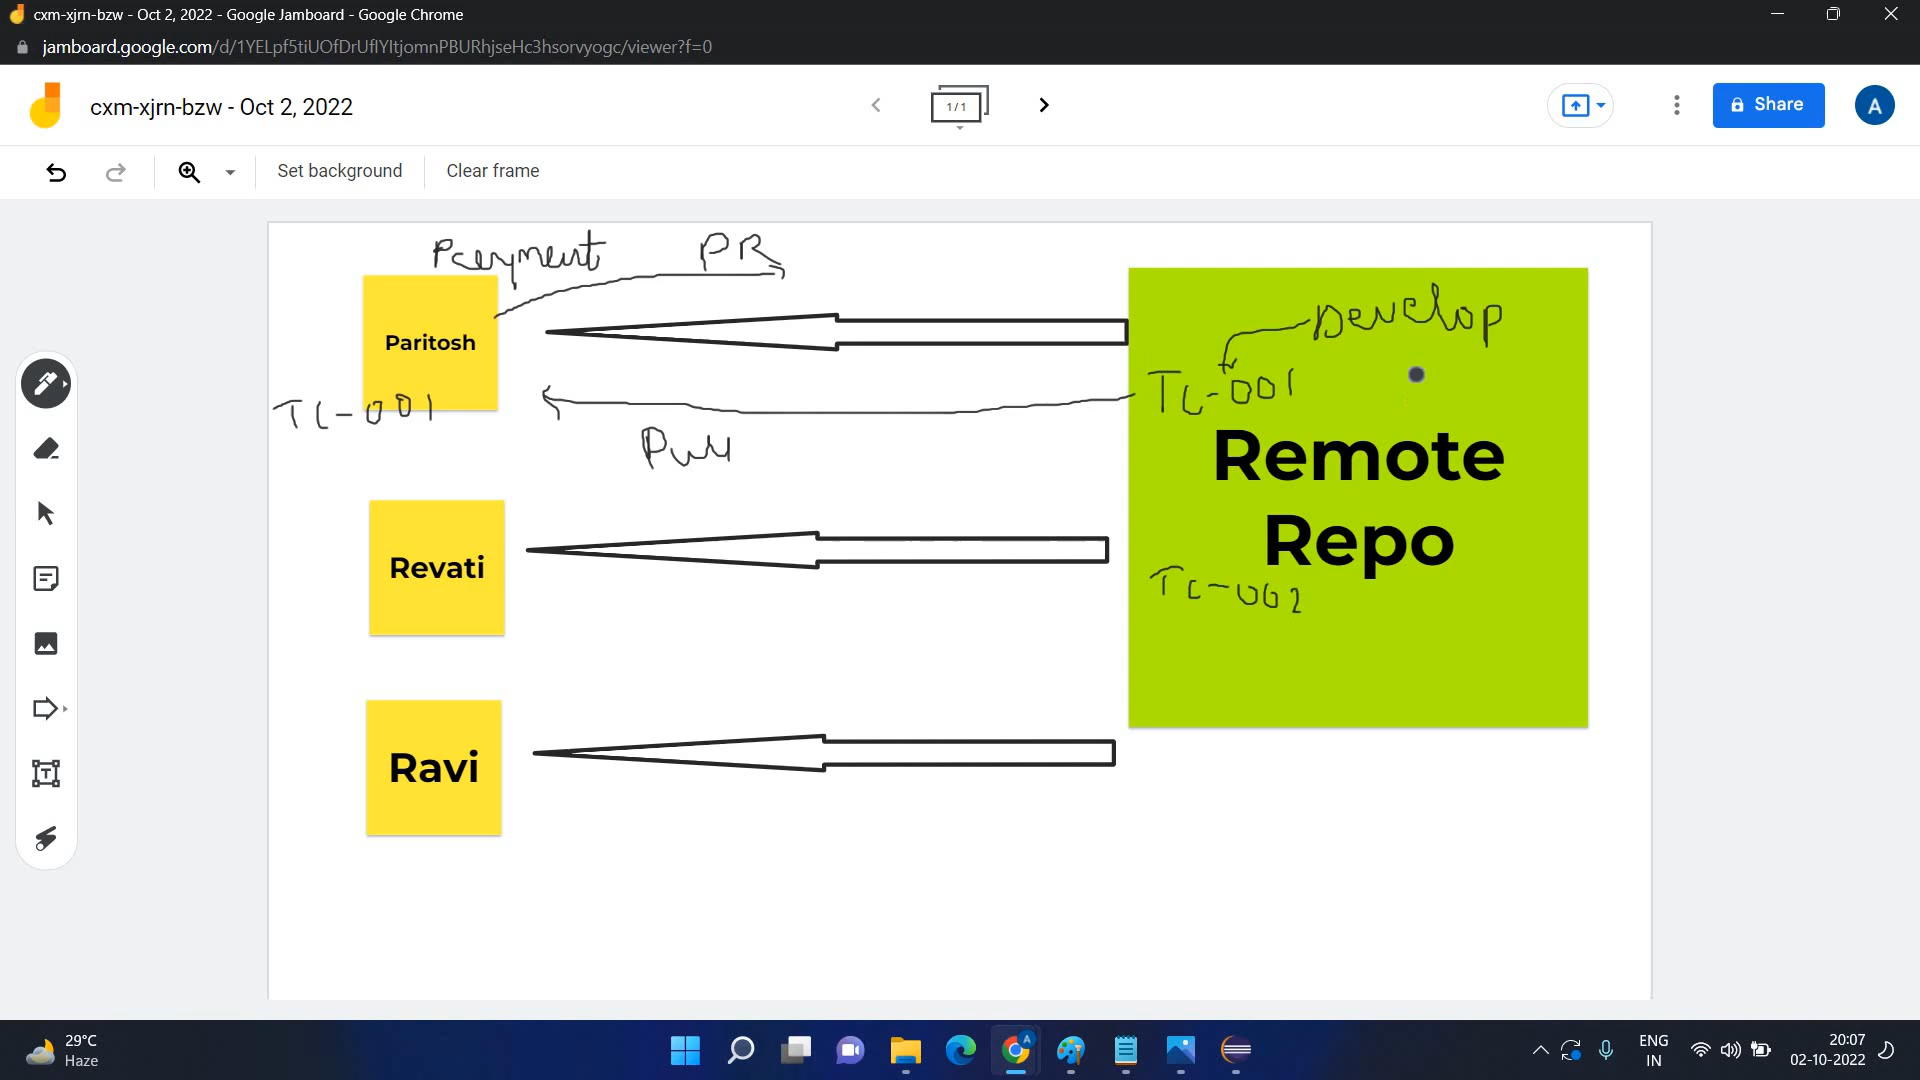 cxm-xjrn-bzw - Oct 2, 2022 - Google Jamboard - Google Chrome
jamboard.google.com/d/1YELpf5tiUOfDrUflYItjomnPBURhjseHc3hsorvyogc/viewer?f=0
cxm-xjrn-bzw - Oct 2, 2022
1/1
Share
A
Set background
Clear frame
Payment PR
Develop
Paritosh
TC-001
TC-001
Pull
Remote
Repo
Revati
TC-002
Ravi
29°C
Haze
A
ENG
IN
20:07
02-10-2022